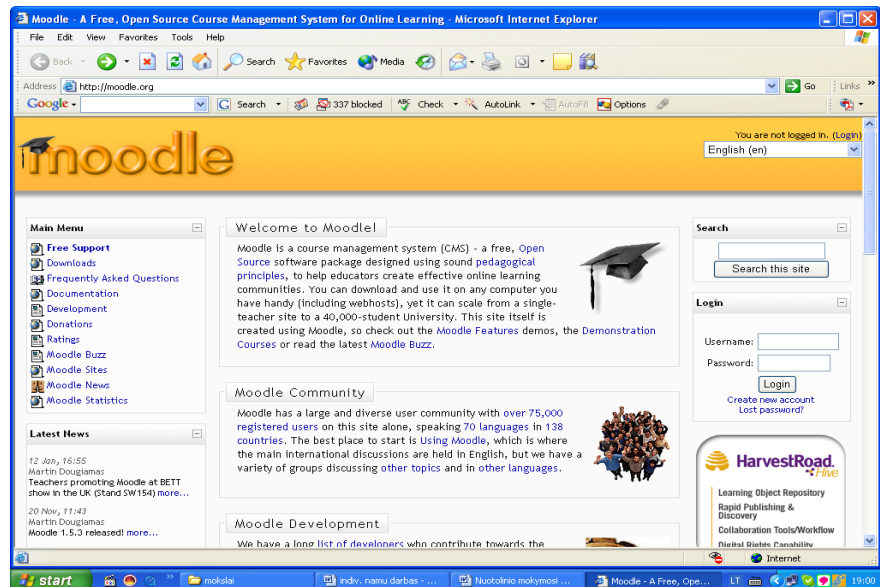 Moodle - A Free, Open Source Course Management System for Online Learning - Microsoft Internet Explorer
File Edit View Favorites Tools Help
Back Search Favorites Media
Address http://moodle.org Go Links »
Google Search 337 blocked ABC Check AutoLink AutoFill Options
You are not logged in. (Login)
moodle
English (en)
Main Menu
Free Support
Downloads
Frequently Asked Questions
Documentation
Development
Donations
Ratings
Moodle Buzz
Moodle Sites
Moodle News
Moodle Statistics
Latest News
12 Jan, 16:55
Martin Dougiamas
Teachers promoting Moodle at BETT
show in the UK (Stand SW154) more...
20 Nov, 11:43
Martin Dougiamas
Moodle 1.5.3 released! more...
Welcome to Moodle!
Moodle is a course management system (CMS) - a free, Open
Source software package designed using sound pedagogical
principles, to help educators create effective online learning
communities. You can download and use it on any computer you
have handy (including webhosts), yet it can scale from a single-
teacher site to a 40,000-student University. This site itself is
created using Moodle, so check out the Moodle Features demos, the Demonstration
Courses or read the latest Moodle Buzz.
Moodle Community
Moodle has a large and diverse user community with over 75,000
registered users on this site alone, speaking 70 languages in 138
countries. The best place to start is Using Moodle, which is where
the main international discussions are held in English, but we have a
variety of groups discussing other topics and in other languages.
Moodle Development
We have a long list of developers who contribute towards the
Search
Search this site
Login
Username:
Password:
Login
Create new account
Lost password?
HarvestRoad.
Hive
Learning Object Repository
Rapid Publishing &
Discovery
Collaboration Tools/Workflow
Digital Rights Capability
Internet
start » mokslai indiv. namu darbas - ... Nuotolinio mokymosi ... Moodle - A Free, Ope... LT 19:00